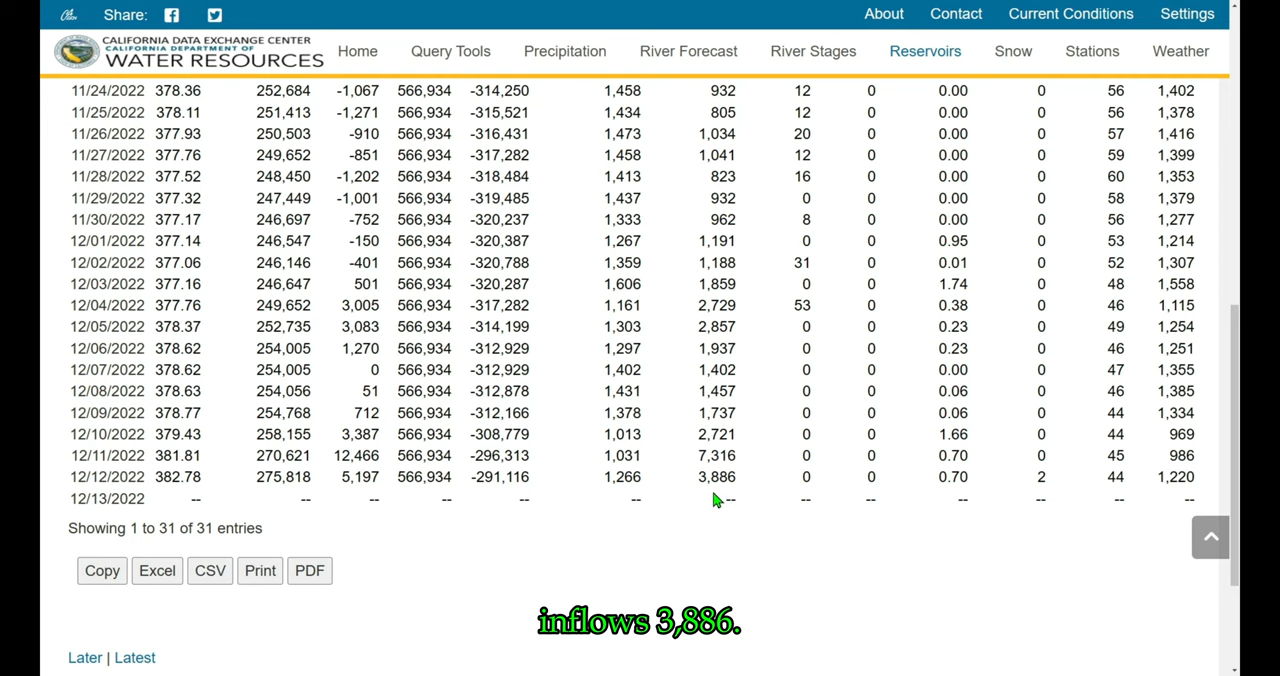 Share:
About Contact Current Conditions Settings
CALIFORNIA DATA EXCHANGE CENTER
CALIFORNIA DEPARTMENT OF
WATER RESOURCES
Home Query Tools Precipitation River Forecast River Stages Reservoirs Snow Stations Weather
11/24/2022 378.36 252,684 -1,067 566,934 -314,250 1,458 932 12 0 0.00 0 56 1,402
11/25/2022 378.11 251,413 -1,271 566,934 -315,521 1,434 805 12 0 0.00 0 56 1,378
11/26/2022 377.93 250,503 -910 566,934 -316,431 1,473 1,034 20 0 0.00 0 57 1,416
11/27/2022 377.76 249,652 -851 566,934 -317,282 1,458 1,041 12 0 0.00 0 59 1,399
11/28/2022 377.52 248,450 -1,202 566,934 -318,484 1,413 823 16 0 0.00 0 60 1,353
11/29/2022 377.32 247,449 -1,001 566,934 -319,485 1,437 932 0 0 0.00 0 58 1,379
11/30/2022 377.17 246,697 -752 566,934 -320,237 1,333 962 8 0 0.00 0 56 1,277
12/01/2022 377.14 246,547 -150 566,934 -320,387 1,267 1,191 0 0 0.95 0 53 1,214
12/02/2022 377.06 246,146 -401 566,934 -320,788 1,359 1,188 31 0 0.01 0 52 1,307
12/03/2022 377.16 246,647 501 566,934 -320,287 1,606 1,859 0 0 1.74 0 48 1,558
12/04/2022 377.76 249,652 3,005 566,934 -317,282 1,161 2,729 53 0 0.38 0 46 1,115
12/05/2022 378.37 252,735 3,083 566,934 -314,199 1,303 2,857 0 0 0.23 0 49 1,254
12/06/2022 378.62 254,005 1,270 566,934 -312,929 1,297 1,937 0 0 0.23 0 46 1,251
12/07/2022 378.62 254,005 0 566,934 -312,929 1,402 1,402 0 0 0.00 0 47 1,355
12/08/2022 378.63 254,056 51 566,934 -312,878 1,431 1,457 0 0 0.06 0 46 1,385
12/09/2022 378.77 254,768 712 566,934 -312,166 1,378 1,737 0 0 0.06 0 44 1,334
12/10/2022 379.43 258,155 3,387 566,934 -308,779 1,013 2,721 0 0 1.66 0 44 969
12/11/2022 381.81 270,621 12,466 566,934 -296,313 1,031 7,316 0 0 0.70 0 45 986
12/12/2022 382.78 275,818 5,197 566,934 -291,116 1,266 3,886 0 0 0.70 2 44 1,220
12/13/2022 -- -- -- -- -- -- -- -- -- -- -- -- --
Showing 1 to 31 of 31 entries
Copy Excel CSV Print PDF
inflows 3,886.
Later | Latest